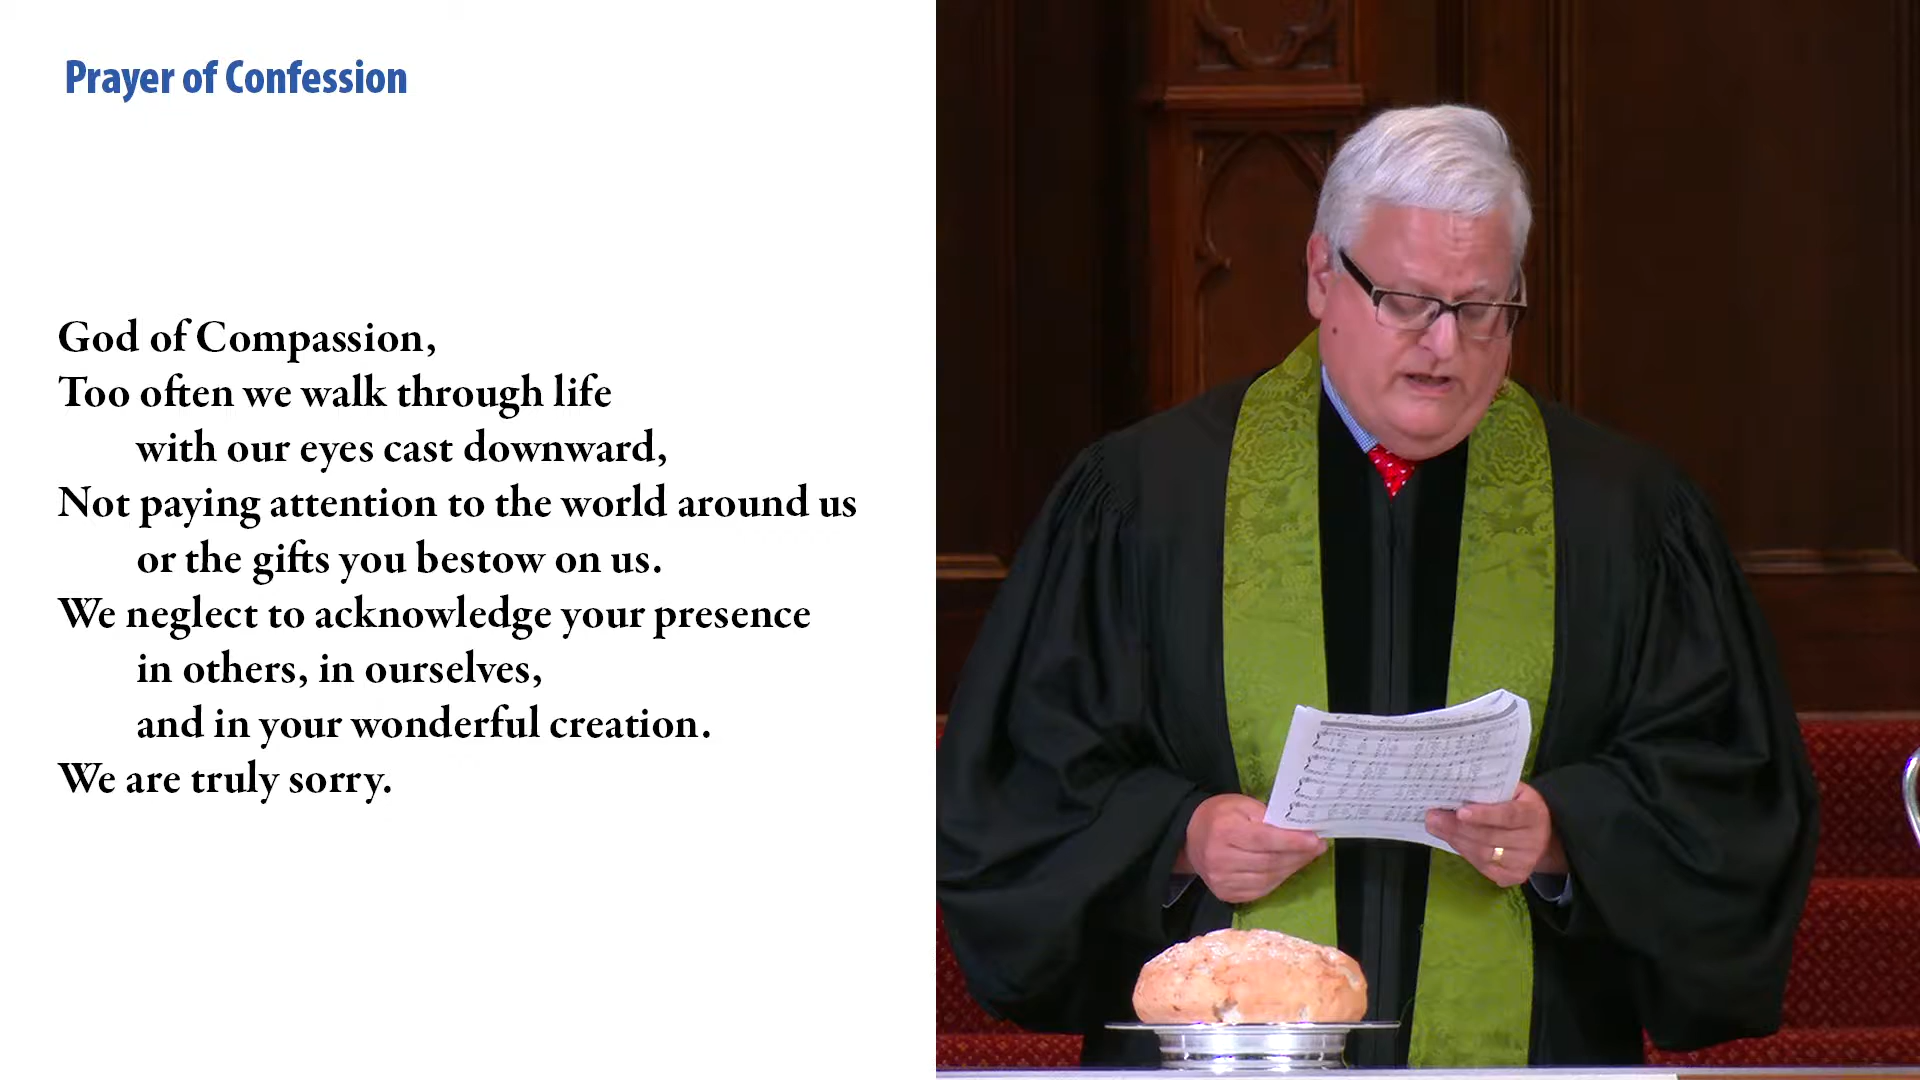 Prayer of Confession
God of Compassion,
Too often we walk through life
with our eyes cast downward,
Not paying attention to the world around us
or the gifts you bestow on us.
We neglect to acknowledge your presence
in others, in ourselves,
and in your wonderful creation.
We are truly sorry.